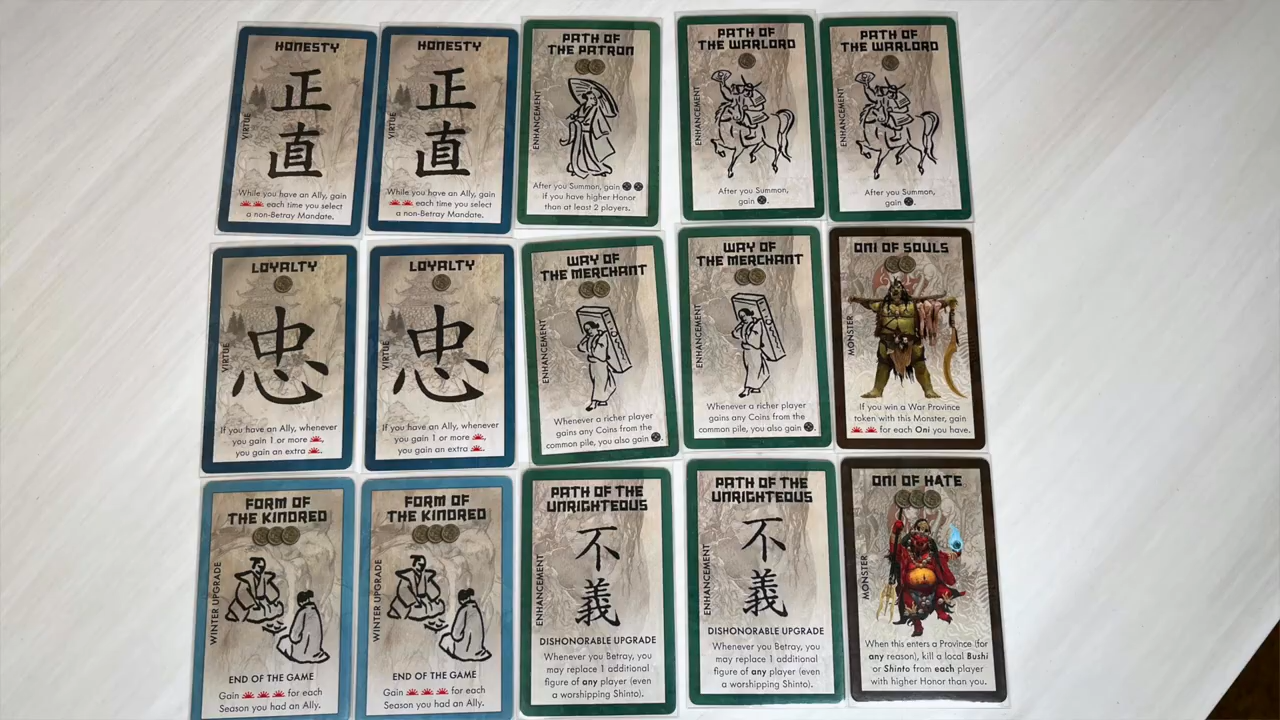 HONESTY
VIRTUE
正
直
While you have an Ally, gain
each time you select
a non-Betray Mandate.
HONESTY
VIRTUE
正
直
While you have an Ally, gain
each time you select
a non-Betray Mandate.
PATH OF
THE PATRON
ENHANCEMENT
After you Summon, gain
if you have higher Honor
than at least 2 players.
PATH OF
THE WARLORD
ENHANCEMENT
After you Summon,
gain .
PATH OF
THE WARLORD
ENHANCEMENT
After you Summon,
gain .
LOYALTY
VIRTUE
忠
If you have an Ally, whenever
you gain 1 or more ,
you gain an extra .
LOYALTY
VIRTUE
忠
If you have an Ally, whenever
you gain 1 or more ,
you gain an extra .
WAY OF
THE MERCHANT
ENHANCEMENT
Whenever a richer player
gains any Coins from the
common pile, you also gain .
WAY OF
THE MERCHANT
ENHANCEMENT
Whenever a richer player
gains any Coins from the
common pile, you also gain .
ONI OF SOULS
MONSTER
If you win a War Province
token with this Monster, gain
for each Oni you have.
FORM OF
THE KINDRED
WINTER UPGRADE
END OF THE GAME
Gain for each
Season you had an Ally.
FORM OF
THE KINDRED
WINTER UPGRADE
END OF THE GAME
Gain for each
Season you had an Ally.
PATH OF THE
UNRIGHTEOUS
ENHANCEMENT
不
義
DISHONORABLE UPGRADE
Whenever you Betray, you
may replace 1 additional
figure of any player (even
a worshipping Shinto).
PATH OF THE
UNRIGHTEOUS
ENHANCEMENT
不
義
DISHONORABLE UPGRADE
Whenever you Betray, you
may replace 1 additional
figure of any player (even
a worshipping Shinto).
ONI OF HATE
MONSTER
When this enters a Province (for
any reason), kill a local Bushi
or Shinto from each player
with higher Honor than you.